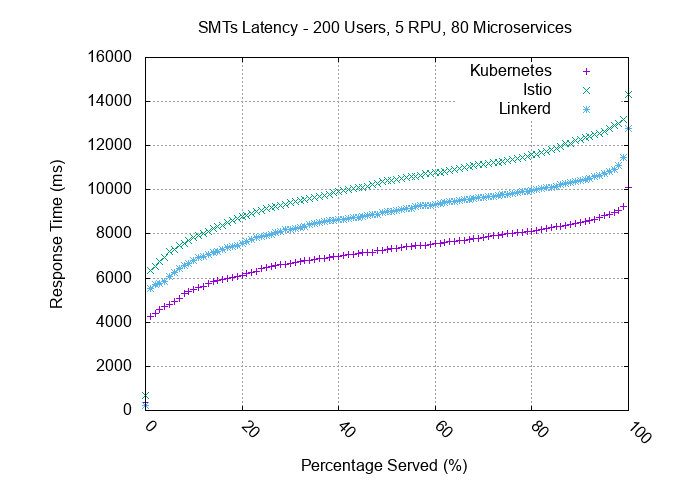 SMTs Latency - 200 Users, 5 RPU, 80 Microservices
16000
14000
12000
10000
8000
6000
4000
2000
0
Response Time (ms)
Kubernetes
Istio
Linkerd
0
20
40
60
80
100
Percentage Served (%)